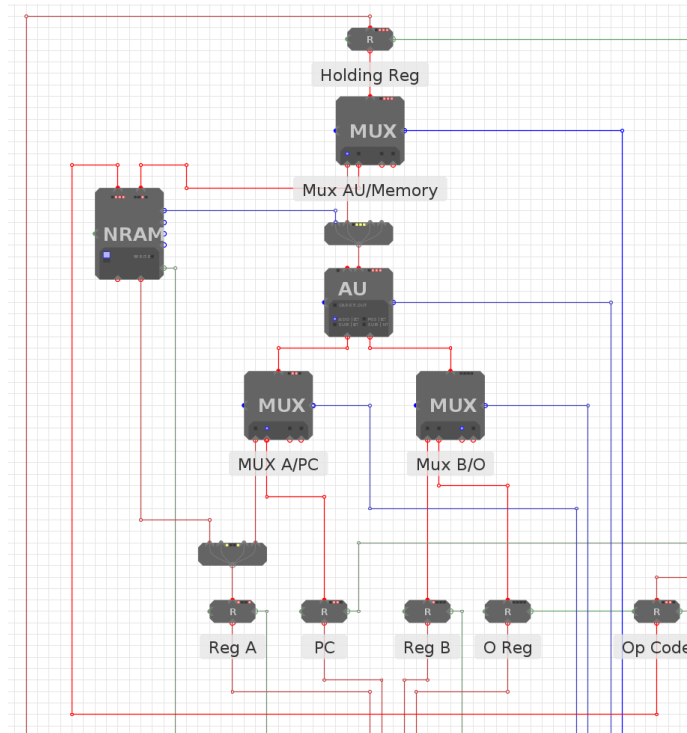 R
Holding Reg
MUX
Mux AU/Memory
NRAM
AU
MUX
MUX
MUX A/PC
Mux B/O
R
R
R
R
R
Reg A
PC
Reg B
O Reg
Op Code